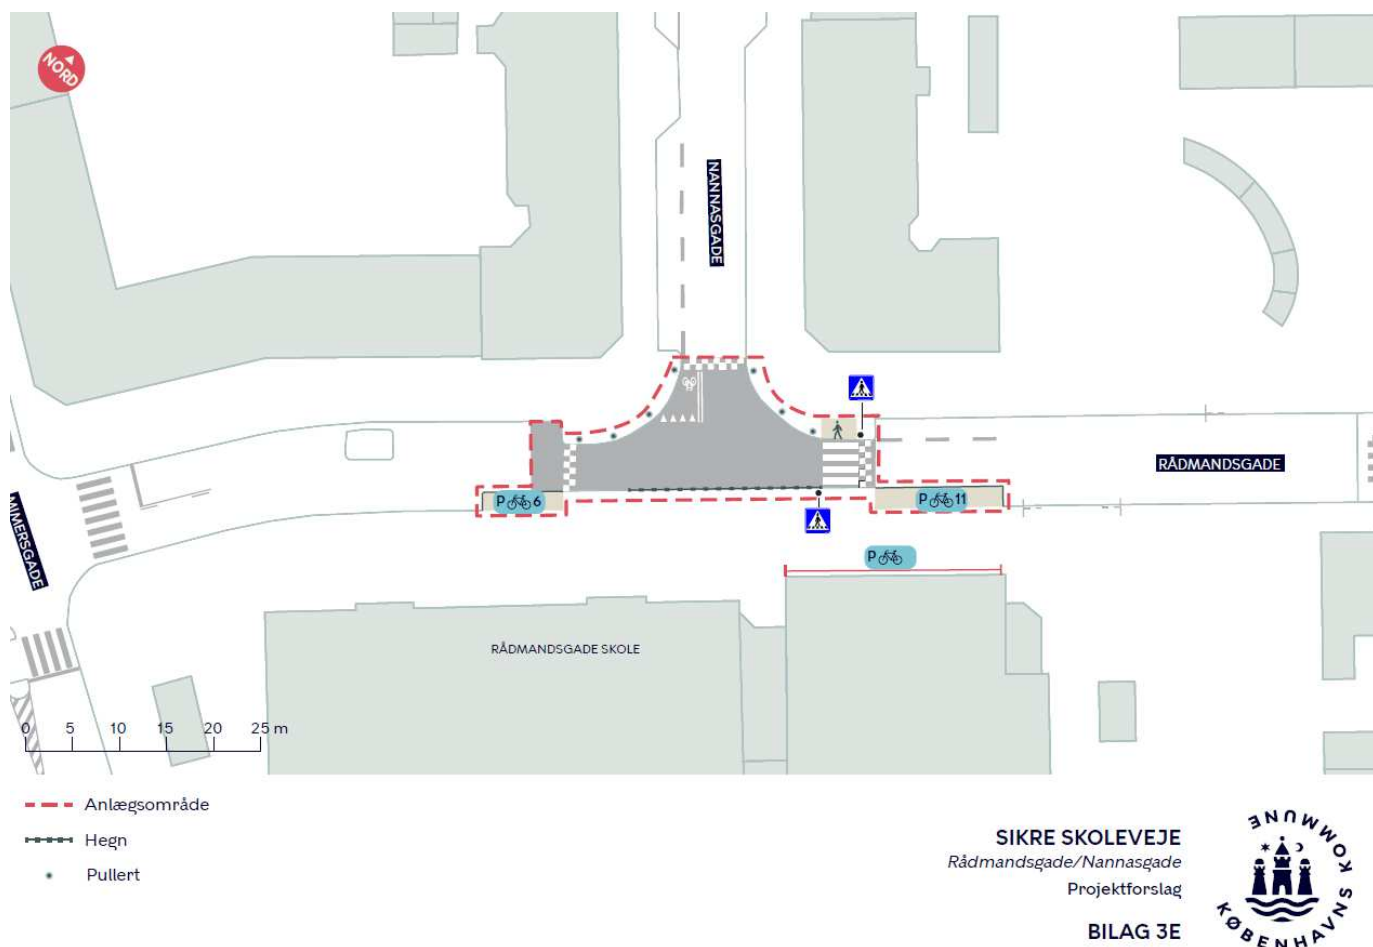 NORD
NANNASGADE
RÅDMANDSGADE
P 6
P 11
MIMERSGADE
P
RÅDMANDSGADE SKOLE
0 5 10 15 20 25 m
Anlægsområde
Hegn
Pullert
SIKRE SKOLEVEJE
Rådmandsgade/Nannasgade
Projektforslag
BILAG 3E
KØBENHAVNS KOMMUNE